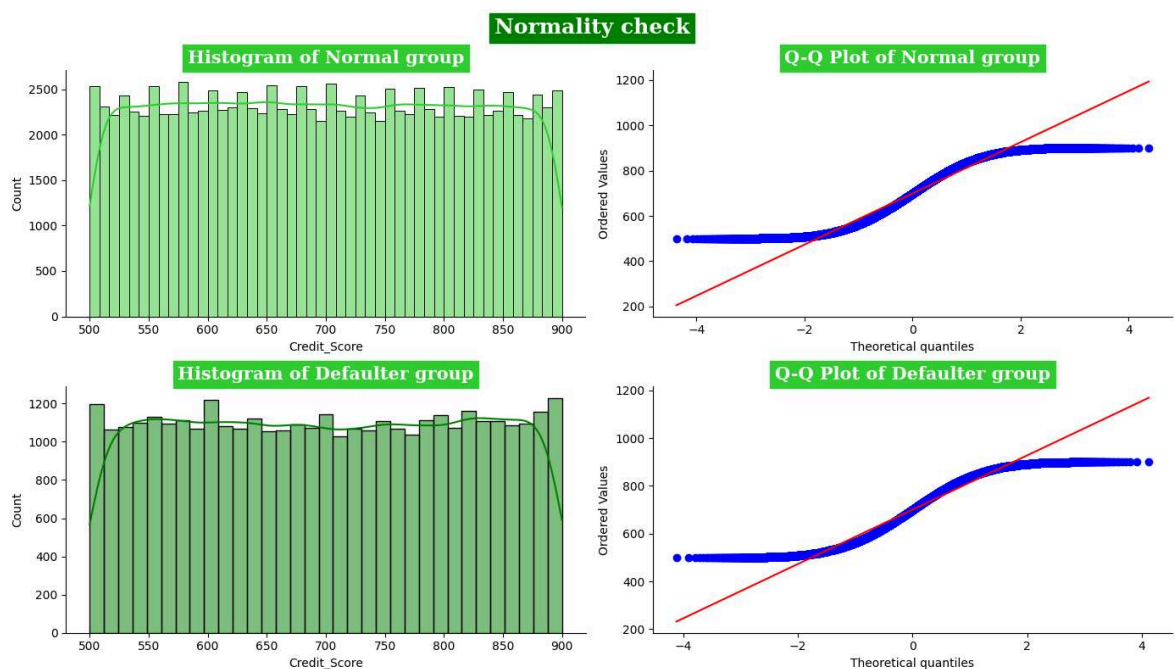 Normality check
Histogram of Normal group
Q-Q Plot of Normal group
2500
2000
1500
1000
500
0
Count
500 550 600 650 700 750 800 850 900
Credit_Score
1200
1000
800
600
400
200
Ordered Values
−4 −2 0 2 4
Theoretical quantiles
Histogram of Defaulter group
Q-Q Plot of Defaulter group
1200
1000
800
600
400
200
0
Count
500 550 600 650 700 750 800 850 900
Credit_Score
1200
1000
800
600
400
200
Ordered Values
−4 −2 0 2 4
Theoretical quantiles